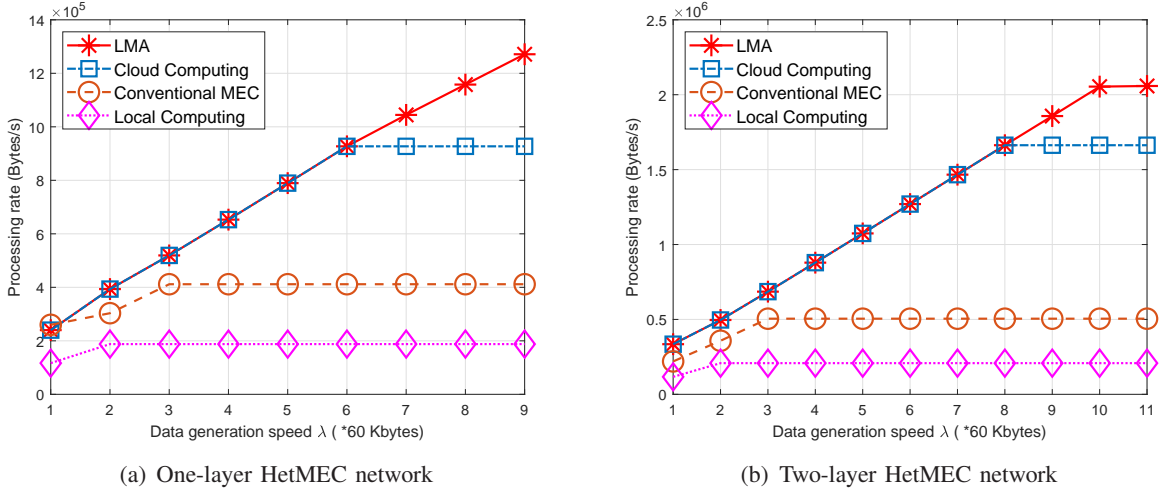 ×10^5
14
12
10
8
6
4
2
0
Processing rate (Bytes/s)
LMA
Cloud Computing
Conventional MEC
Local Computing
1 2 3 4 5 6 7 8 9
Data generation speed λ ( *60 Kbytes)
(a) One-layer HetMEC network
×10^6
2.5
2
1.5
1
0.5
0
Processing rate (Bytes/s)
LMA
Cloud Computing
Conventional MEC
Local Computing
1 2 3 4 5 6 7 8 9 10 11
Data generation speed λ ( *60 Kbytes)
(b) Two-layer HetMEC network